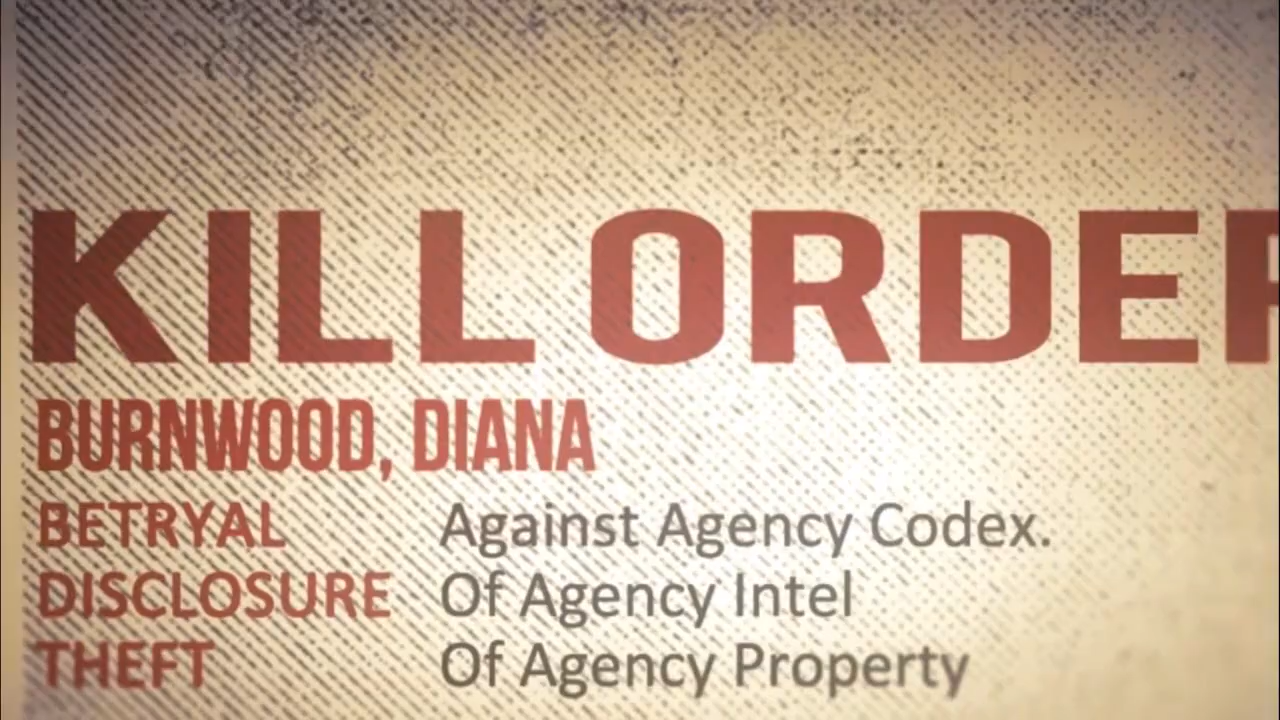 KILL ORDER
BURNWOOD, DIANA
BETRYAL Against Agency Codex.
DISCLOSURE Of Agency Intel
THEFT Of Agency Property